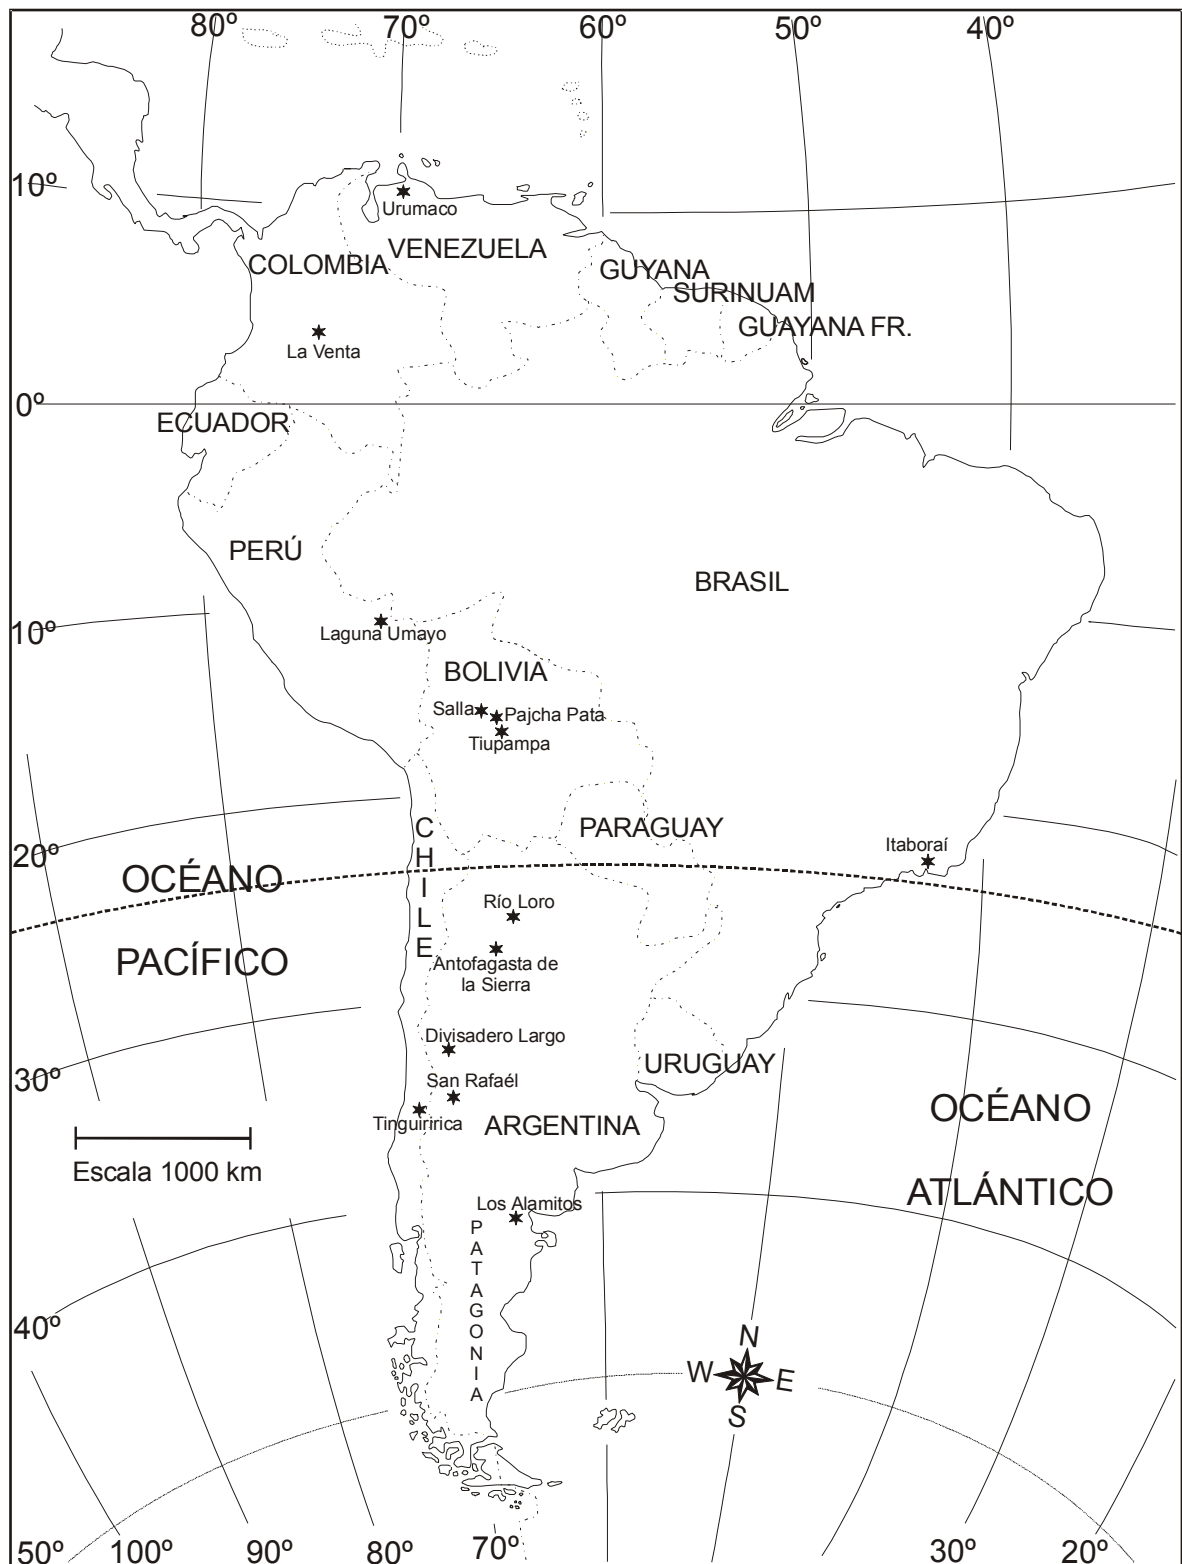 80º 70º 60º 50º 40º
10º
Urumaco
VENEZUELA
COLOMBIA
GUYANA
SURINUAM
GUAYANA FR.
La Venta
0º
ECUADOR
PERÚ
BRASIL
10º
Laguna Umayo
BOLIVIA
Salla
Pajcha Pata
Tiupampa
CHILE
PARAGUAY
Itaboraí
20º
OCÉANO
PACÍFICO
Río Loro
Antofagasta de
la Sierra
Divisadero Largo
URUGUAY
30º
San Rafaél
Tinguiririca
ARGENTINA
OCÉANO
ATLÁNTICO
Escala 1000 km
Los Alamitos
PATAGONIA
40º
N
W E
S
50º 100º 90º 80º 70º 30º 20º